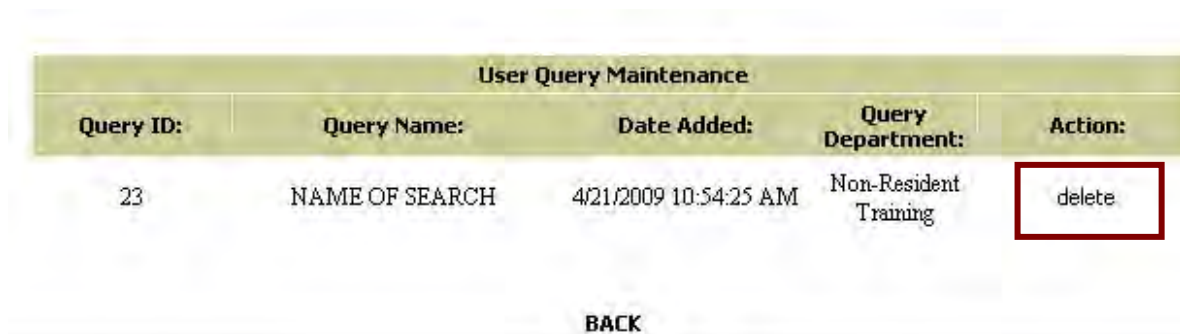 User Query Maintenance
Query ID: Query Name: Date Added: Query Department: Action:
23 NAME OF SEARCH 4/21/2009 10:54:25 AM Non-Resident Training delete
BACK